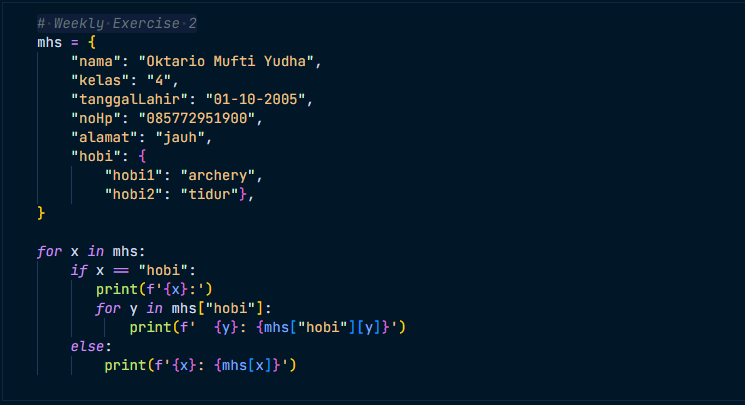 # Weekly Exercise 2
mhs = {
    "nama": "Oktario Mufti Yudha",
    "kelas": "4",
    "tanggalLahir": "01-10-2005",
    "noHp": "085772951900",
    "alamat": "jauh",
    "hobi": {
        "hobi1": "archery",
        "hobi2": "tidur"},
}

for x in mhs:
    if x == "hobi":
       print(f'{x}:')
       for y in mhs["hobi"]:
           print(f'  {y}: {mhs["hobi"][y]}')
    else:
        print(f'{x}: {mhs[x]}')